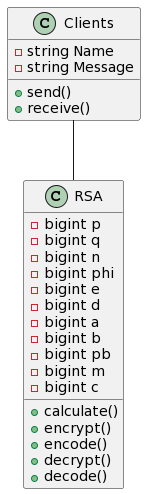 C Clients
string Name
string Message
send()
receive()
C RSA
bigint p
bigint q
bigint n
bigint phi
bigint e
bigint d
bigint a
bigint b
bigint pb
bigint m
bigint c
calculate()
encrypt()
encode()
decrypt()
decode()